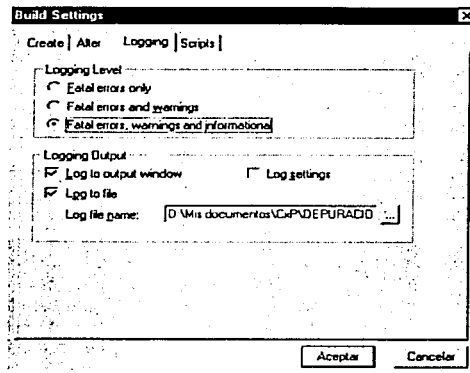 Build Settings
Create Alter Logging Scripts
Logging Level
Fatal errors only
Fatal errors and warnings
Fatal errors, warnings and informational
Logging Output
Log to output window Log settings
Log to file
Log file name: D:\Mis documentos\CxP\DEPURACIO ...
Aceptar Cancelar